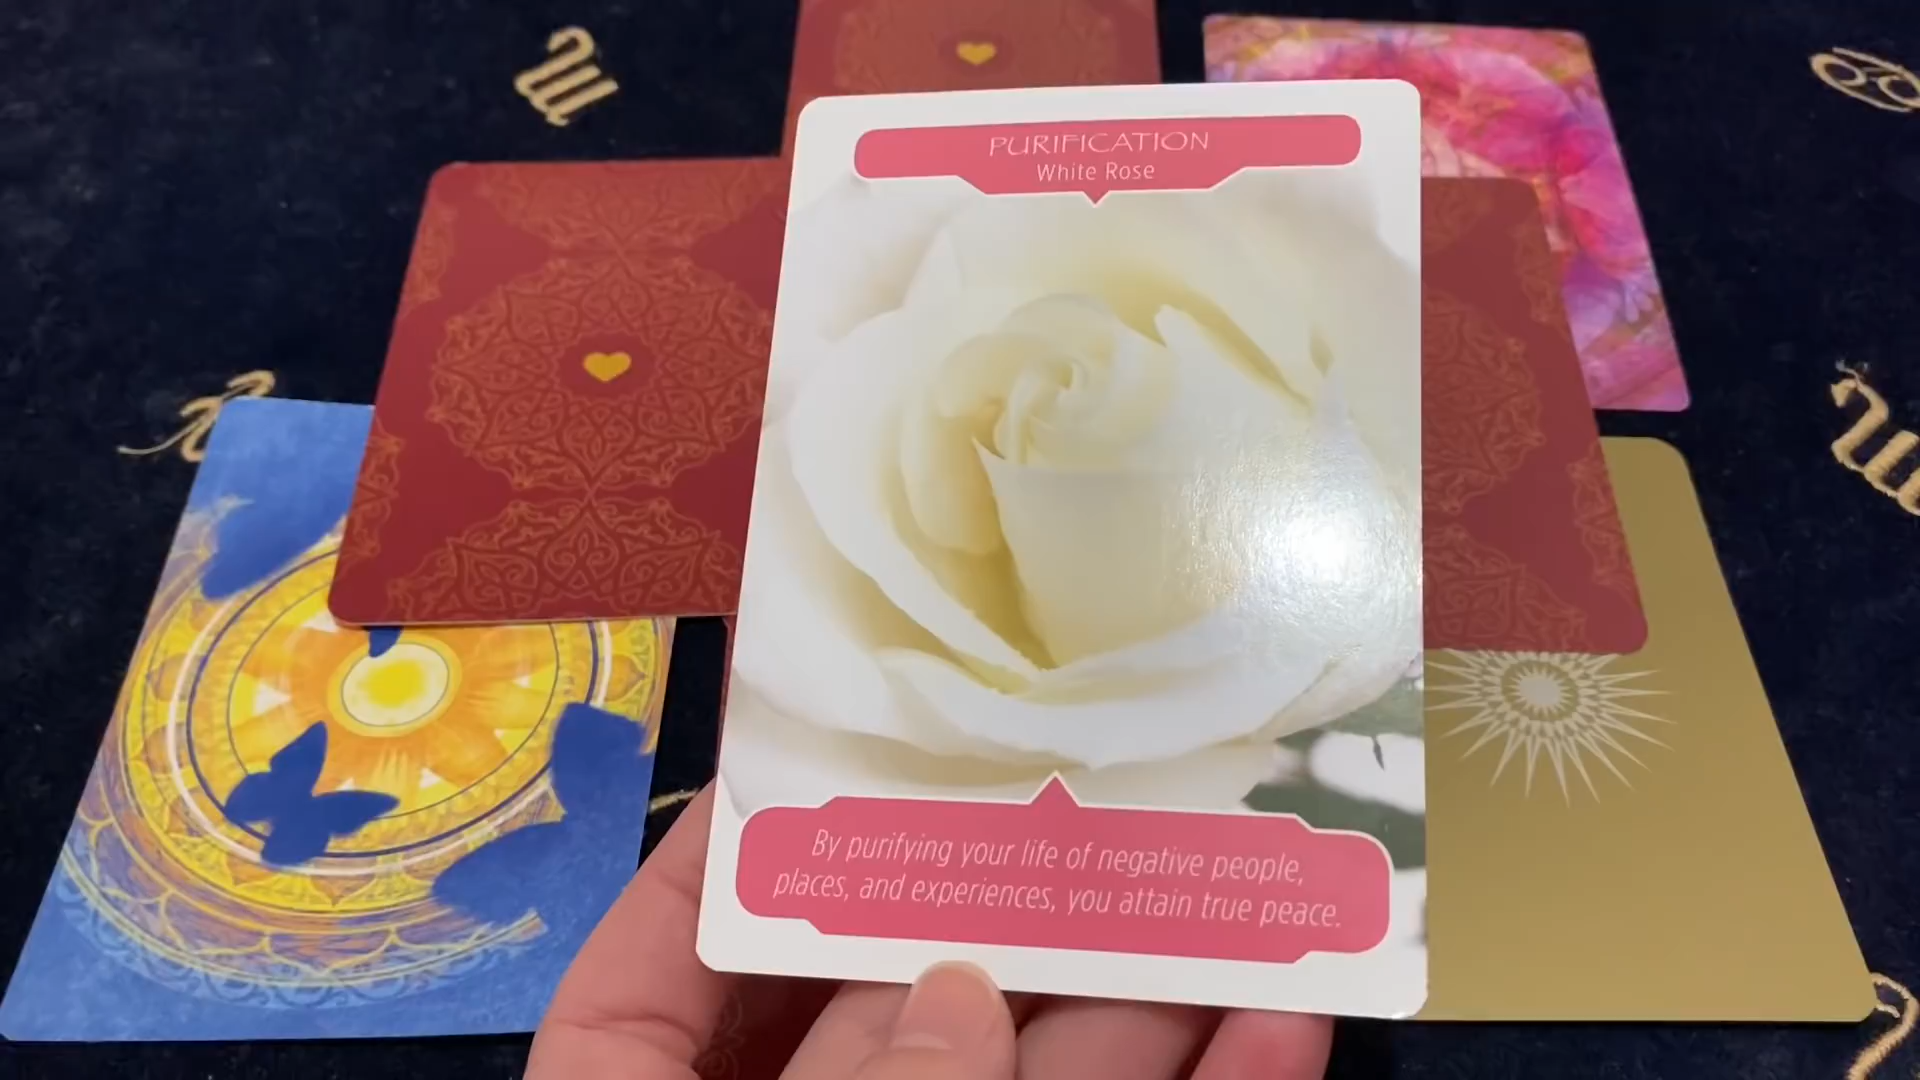 PURIFICATION
White Rose
By purifying your life of negative people,
places, and experiences, you attain true peace.